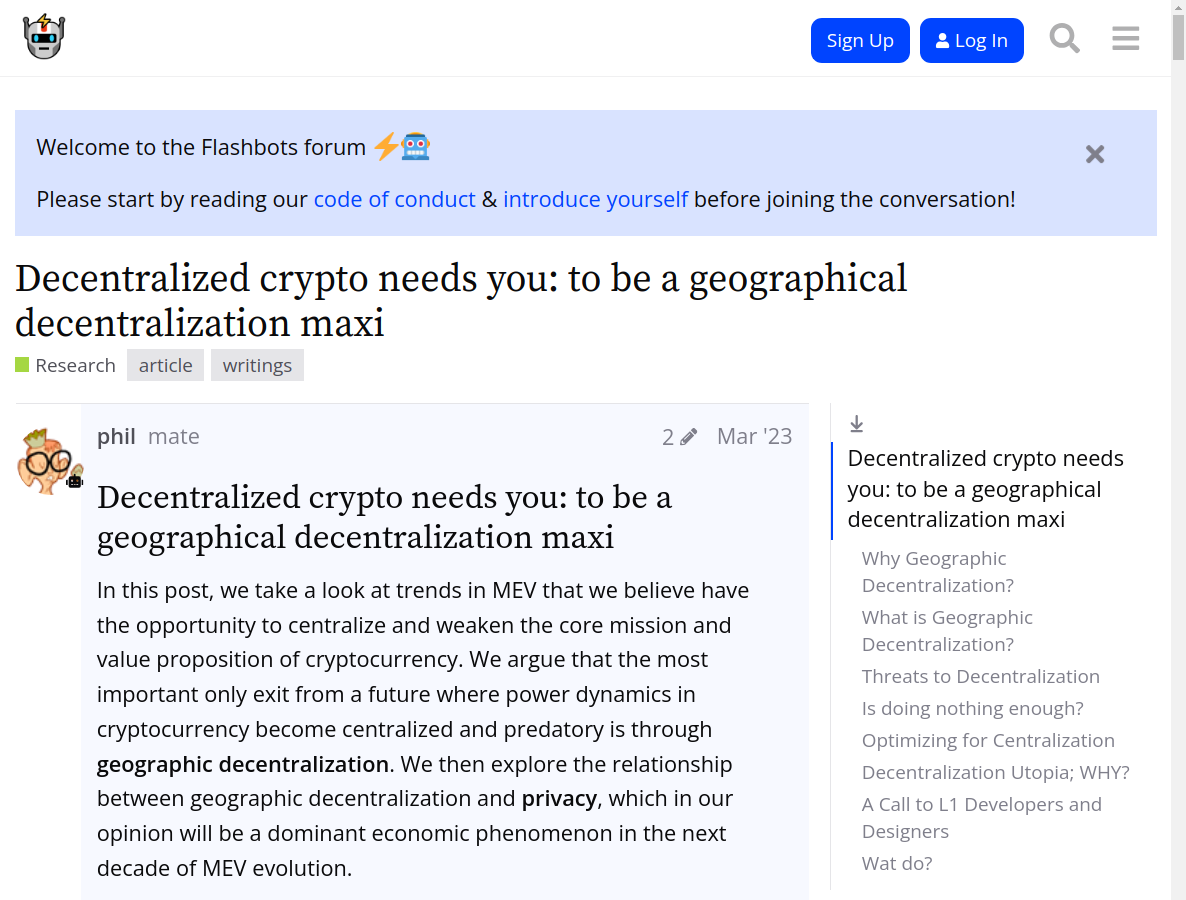 Sign Up
Log In
Welcome to the Flashbots forum
Please start by reading our code of conduct & introduce yourself before joining the conversation!
Decentralized crypto needs you: to be a geographical
decentralization maxi
Research
article
writings
phil mate
2
Mar '23
Decentralized crypto needs you: to be a
geographical decentralization maxi
In this post, we take a look at trends in MEV that we believe have
the opportunity to centralize and weaken the core mission and
value proposition of cryptocurrency. We argue that the most
important only exit from a future where power dynamics in
cryptocurrency become centralized and predatory is through
geographic decentralization. We then explore the relationship
between geographic decentralization and privacy, which in our
opinion will be a dominant economic phenomenon in the next
decade of MEV evolution.
Decentralized crypto needs
you: to be a geographical
decentralization maxi
Why Geographic
Decentralization?
What is Geographic
Decentralization?
Threats to Decentralization
Is doing nothing enough?
Optimizing for Centralization
Decentralization Utopia; WHY?
A Call to L1 Developers and
Designers
Wat do?